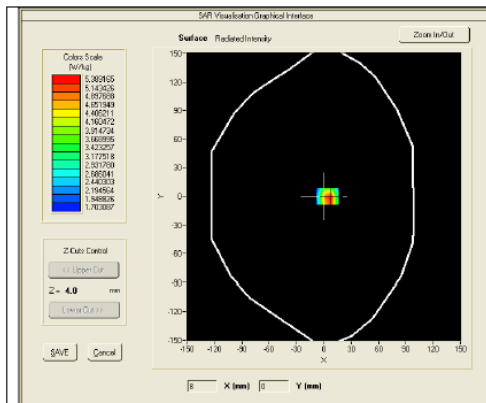 SAR Visualisation Graphical Interface
Surface Radiated Intensity
Zoom In/Out
Colors Scale
(W/kg)
5.389165
5.143426
4.897688
4.651949
4.406211
4.160472
3.914734
3.668995
3.423257
3.177518
2.931780
2.686041
2.440303
2.194564
1.948826
1.703087
150
120
90
60
30
Y
0
-30
-60
-90
-120
-150
-150 -120 -90 -60 -30 0 30 60 90 120 150
X
Z-Cuts Control
<< Upper Cut
Z = 4.0 mm
Lower Cut >>
SAVE Cancel
8 X (mm) 0 Y (mm)